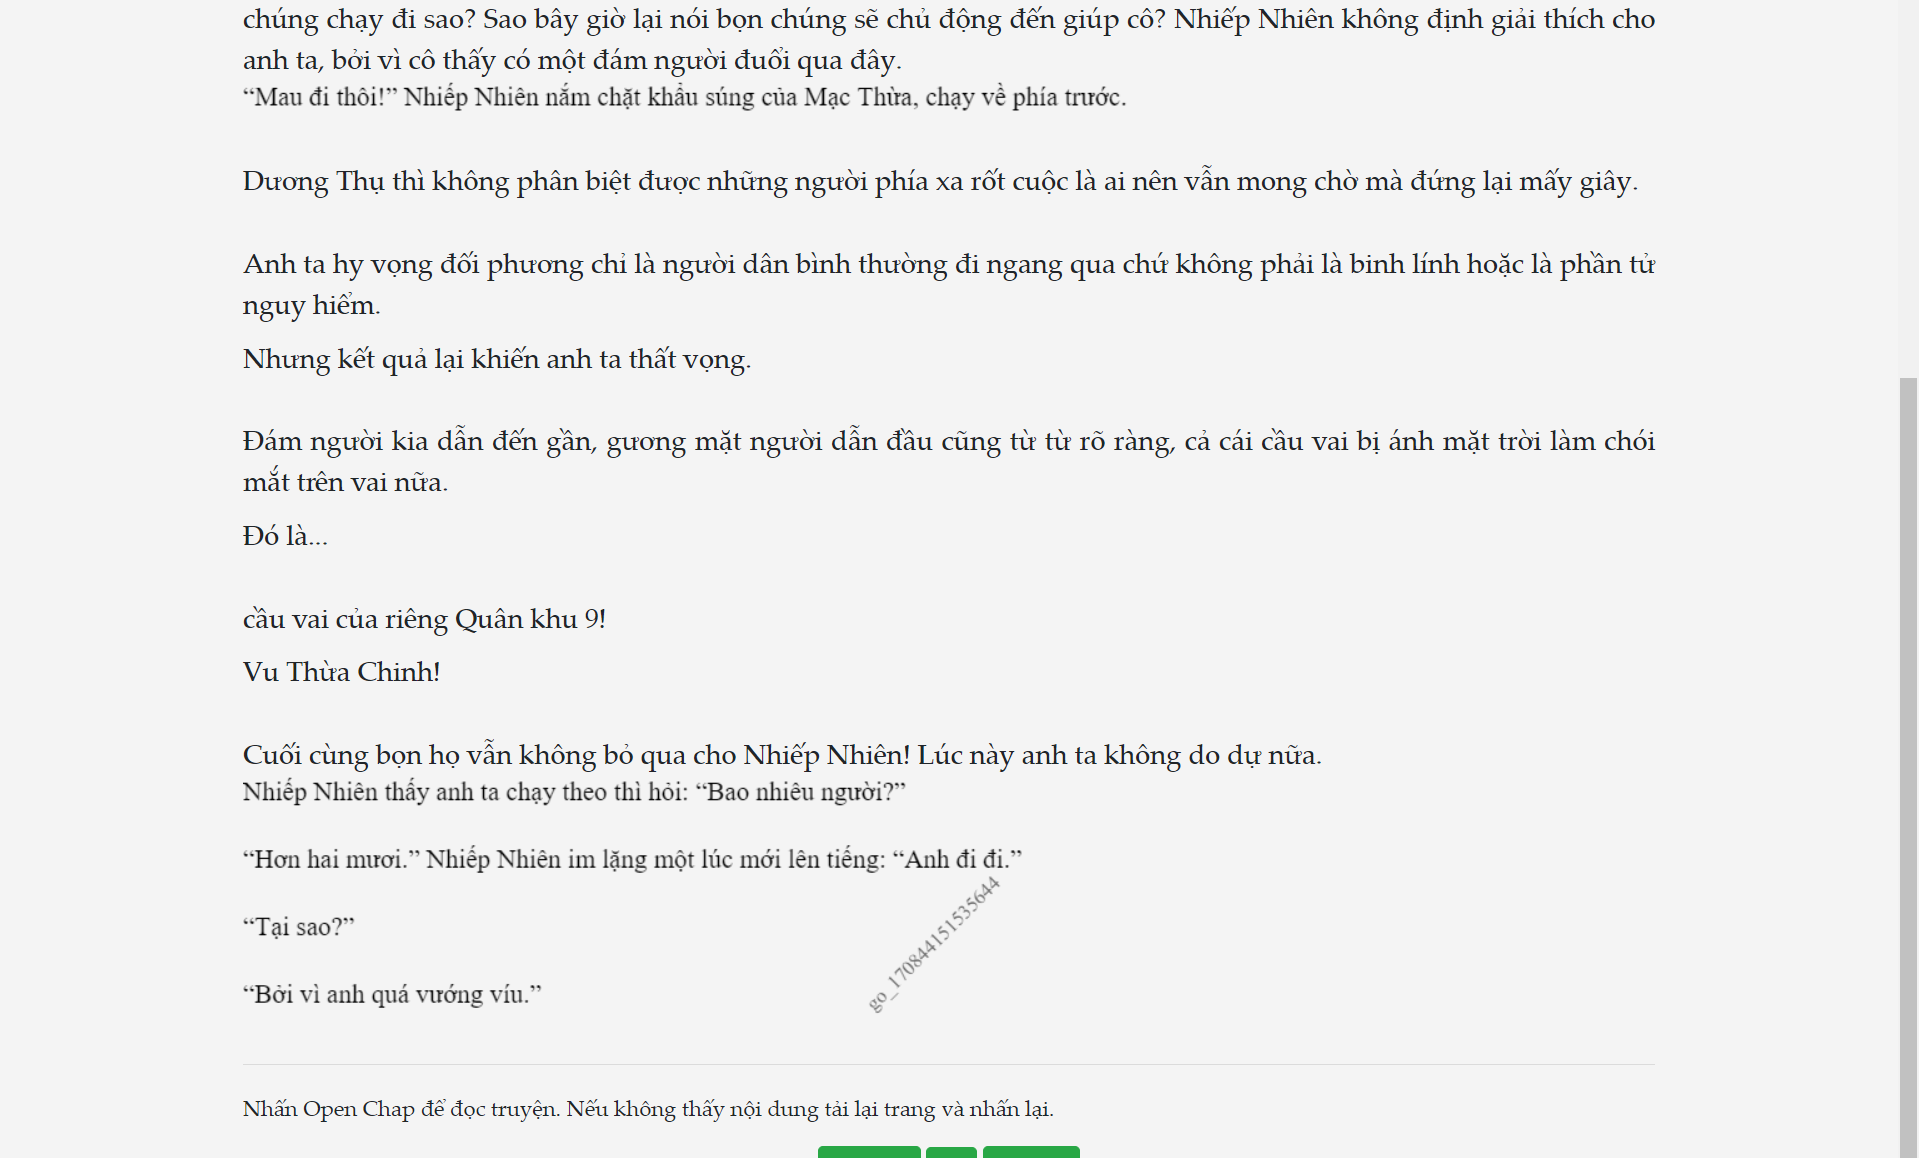 chúng chạy đi sao? Sao bây giờ lại nói bọn chúng sẽ chủ động đến giúp cô? Nhiếp Nhiên không định giải thích cho
anh ta, bởi vì cô thấy có một đám người đuổi qua đây.
“Mau đi thôi!” Nhiếp Nhiên nắm chặt khẩu súng của Mạc Thừa, chạy về phía trước.
Dương Thụ thì không phân biệt được những người phía xa rốt cuộc là ai nên vẫn mong chờ mà đứng lại mấy giây.
Anh ta hy vọng đối phương chỉ là người dân bình thường đi ngang qua chứ không phải là binh lính hoặc là phần tử
nguy hiểm.
Nhưng kết quả lại khiến anh ta thất vọng.
Đám người kia dẫn đến gần, gương mặt người dẫn đầu cũng từ từ rõ ràng, cả cái cầu vai bị ánh mặt trời làm chói
mắt trên vai nữa.
Đó là...
cầu vai của riêng Quân khu 9!
Vu Thừa Chinh!
Cuối cùng bọn họ vẫn không bỏ qua cho Nhiếp Nhiên! Lúc này anh ta không do dự nữa.
Nhiếp Nhiên thấy anh ta chạy theo thì hỏi: “Bao nhiêu người?”
“Hơn hai mươi.” Nhiếp Nhiên im lặng một lúc mới lên tiếng: “Anh đi đi.”
“Tại sao?”
“Bởi vì anh quá vướng víu.”
go_170844151535644
Nhấn Open Chap để đọc truyện. Nếu không thấy nội dung tải lại trang và nhấn lại.